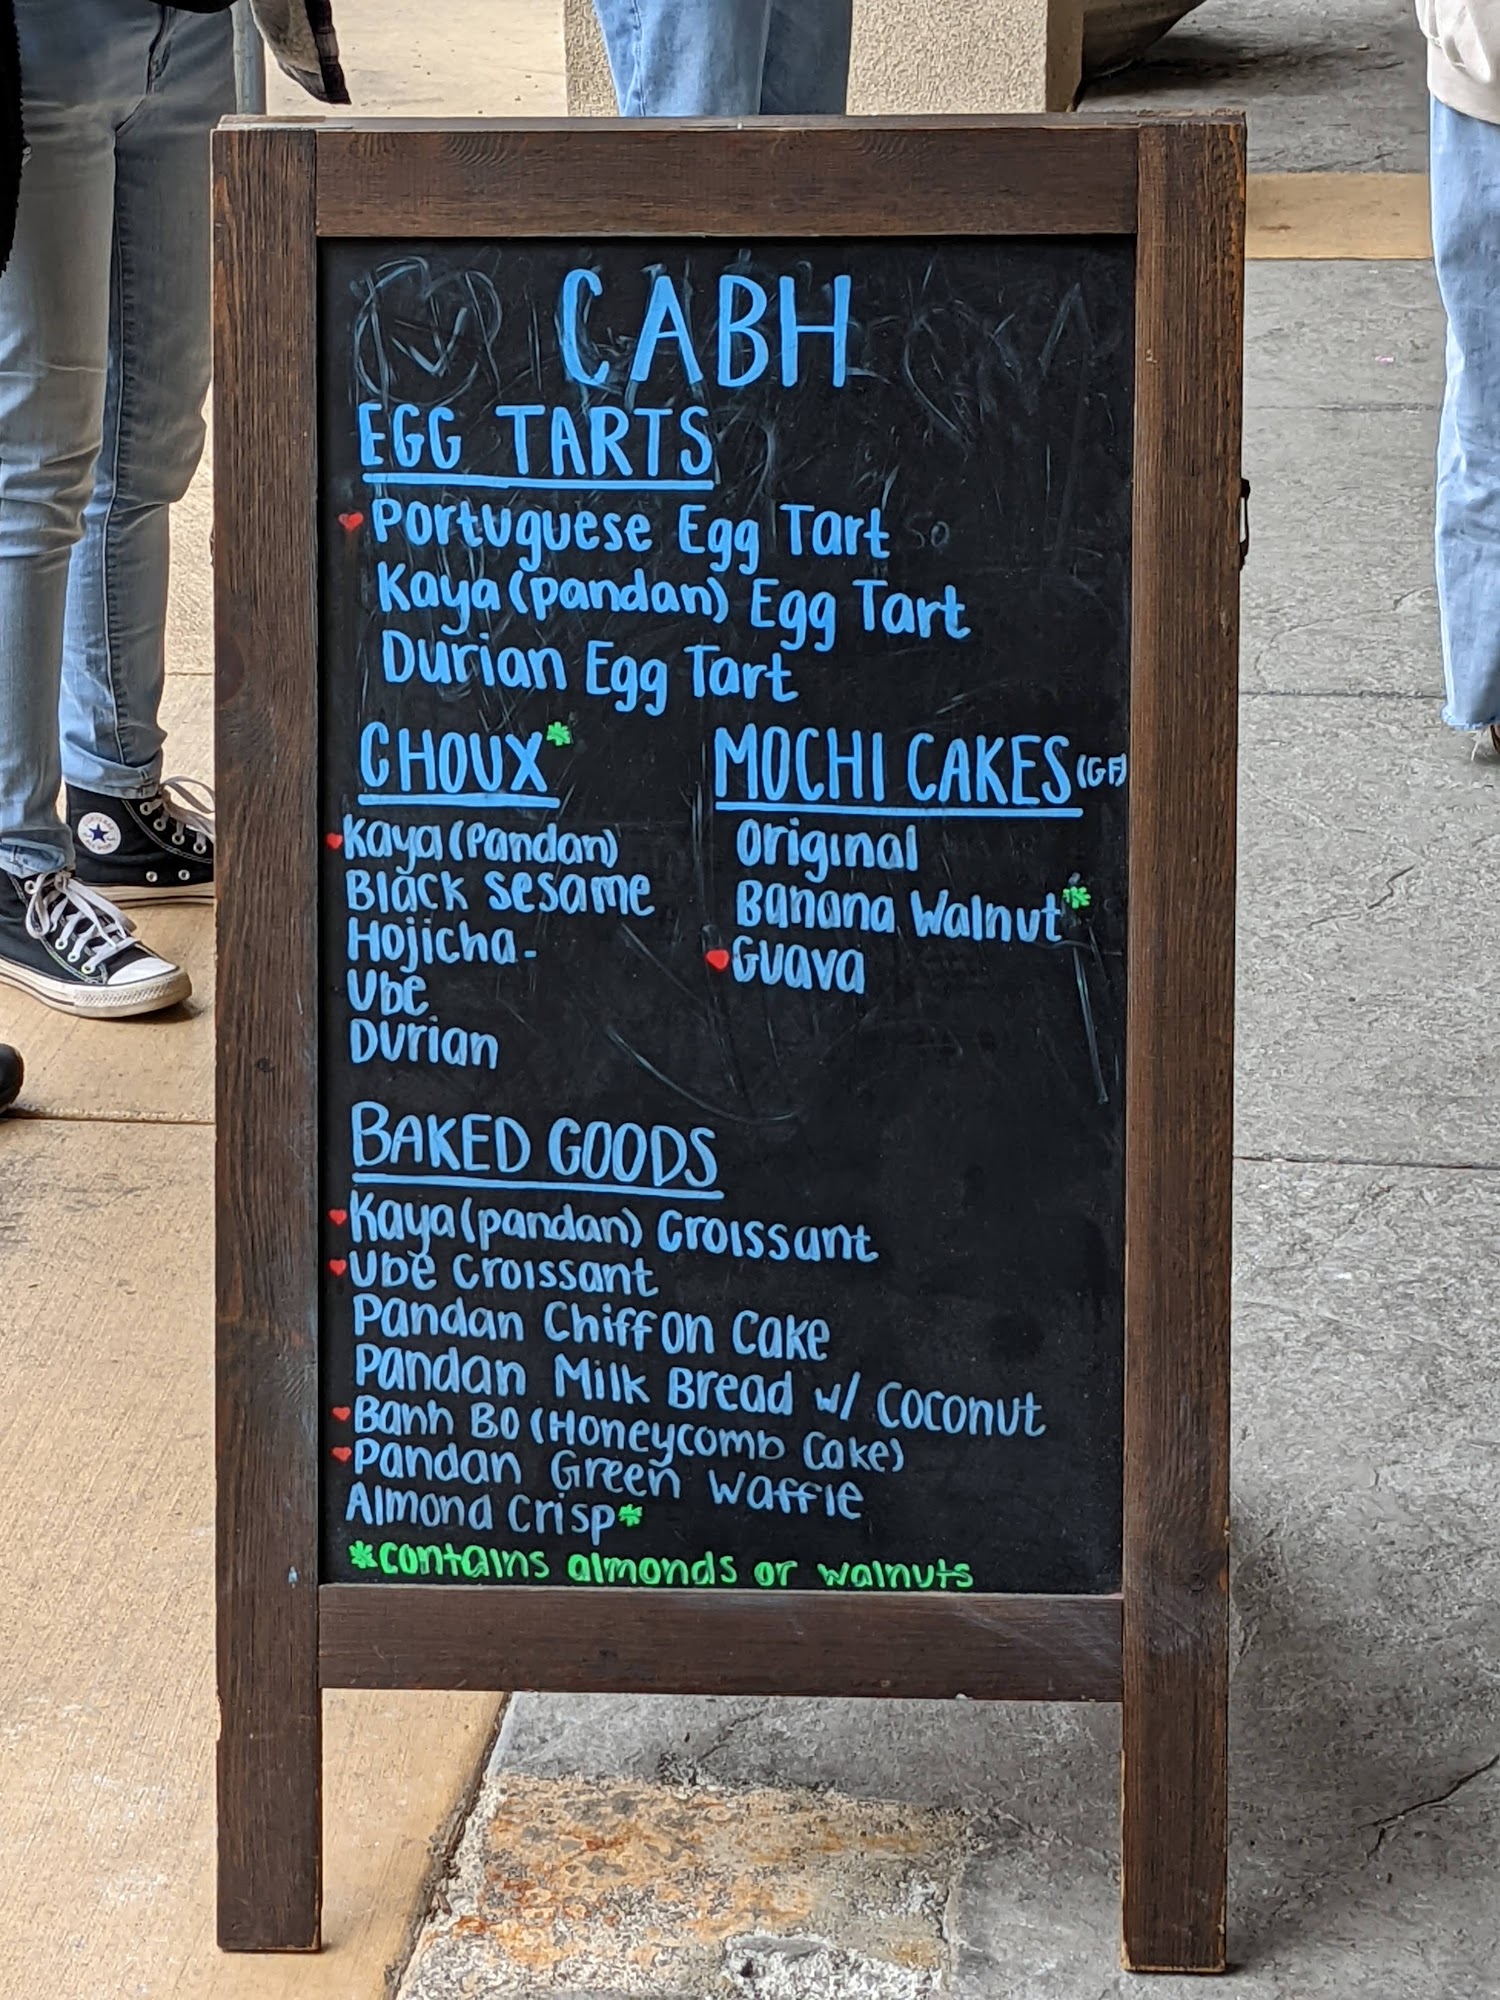 CABH
EGG TARTS
Portuguese Egg Tart
Kaya (pandan) Egg Tart
Durian Egg Tart
CHOUX*
Kaya (Pandan)
Black Sesame
Hojicha -
Ube
Durian
MOCHI CAKES (GF)
Original
Banana Walnut*
Guava
BAKED GOODS
Kaya (pandan) Croissant
Ube Croissant
Pandan Chiffon Cake
Pandan Milk Bread w/ Coconut
Banh Bo (Honeycomb Cake)
Pandan Green Waffle
Almond Crisp*
*contains almonds or walnuts